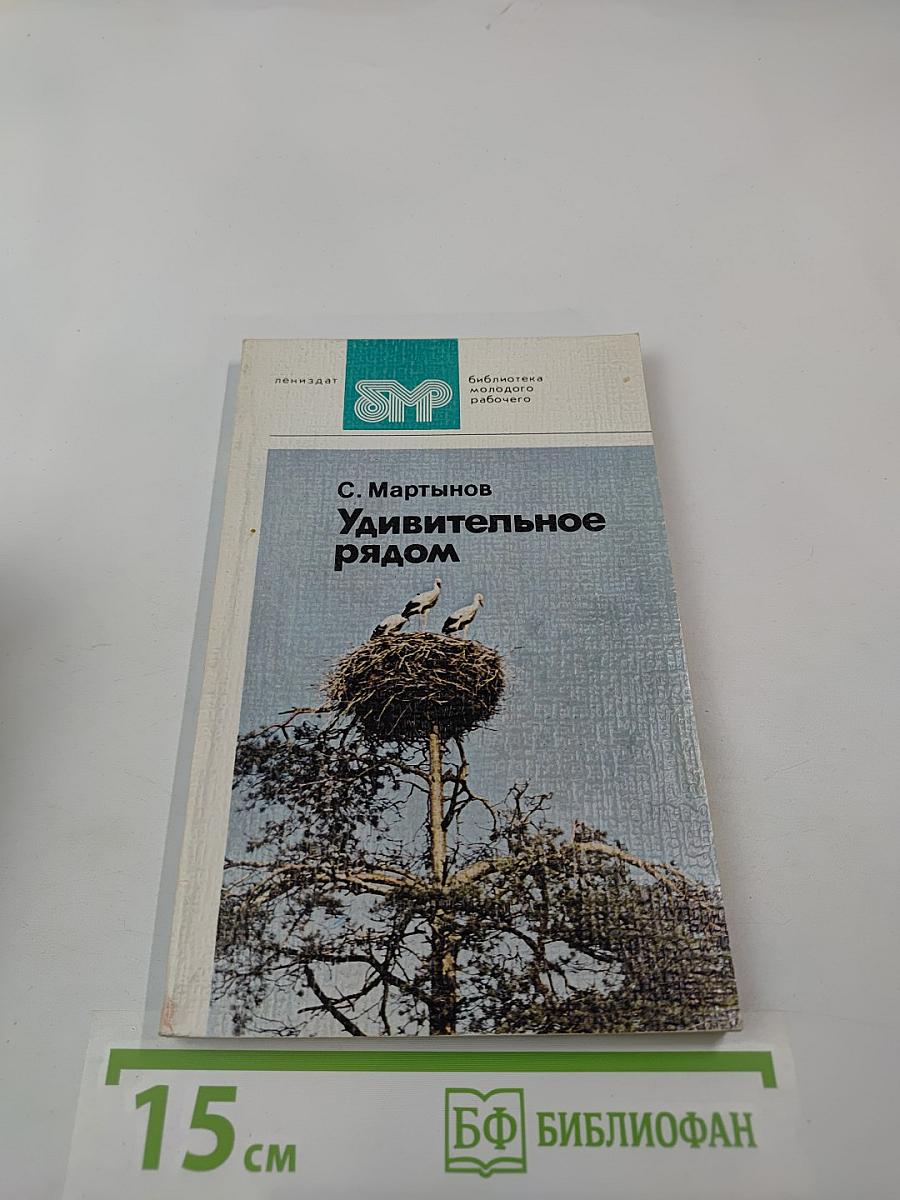 лениздат
бмр
библиотека
молодого
рабочего
С. Мартынов
Удивительное
рядом
15 см
БФ БИБЛИОФАН